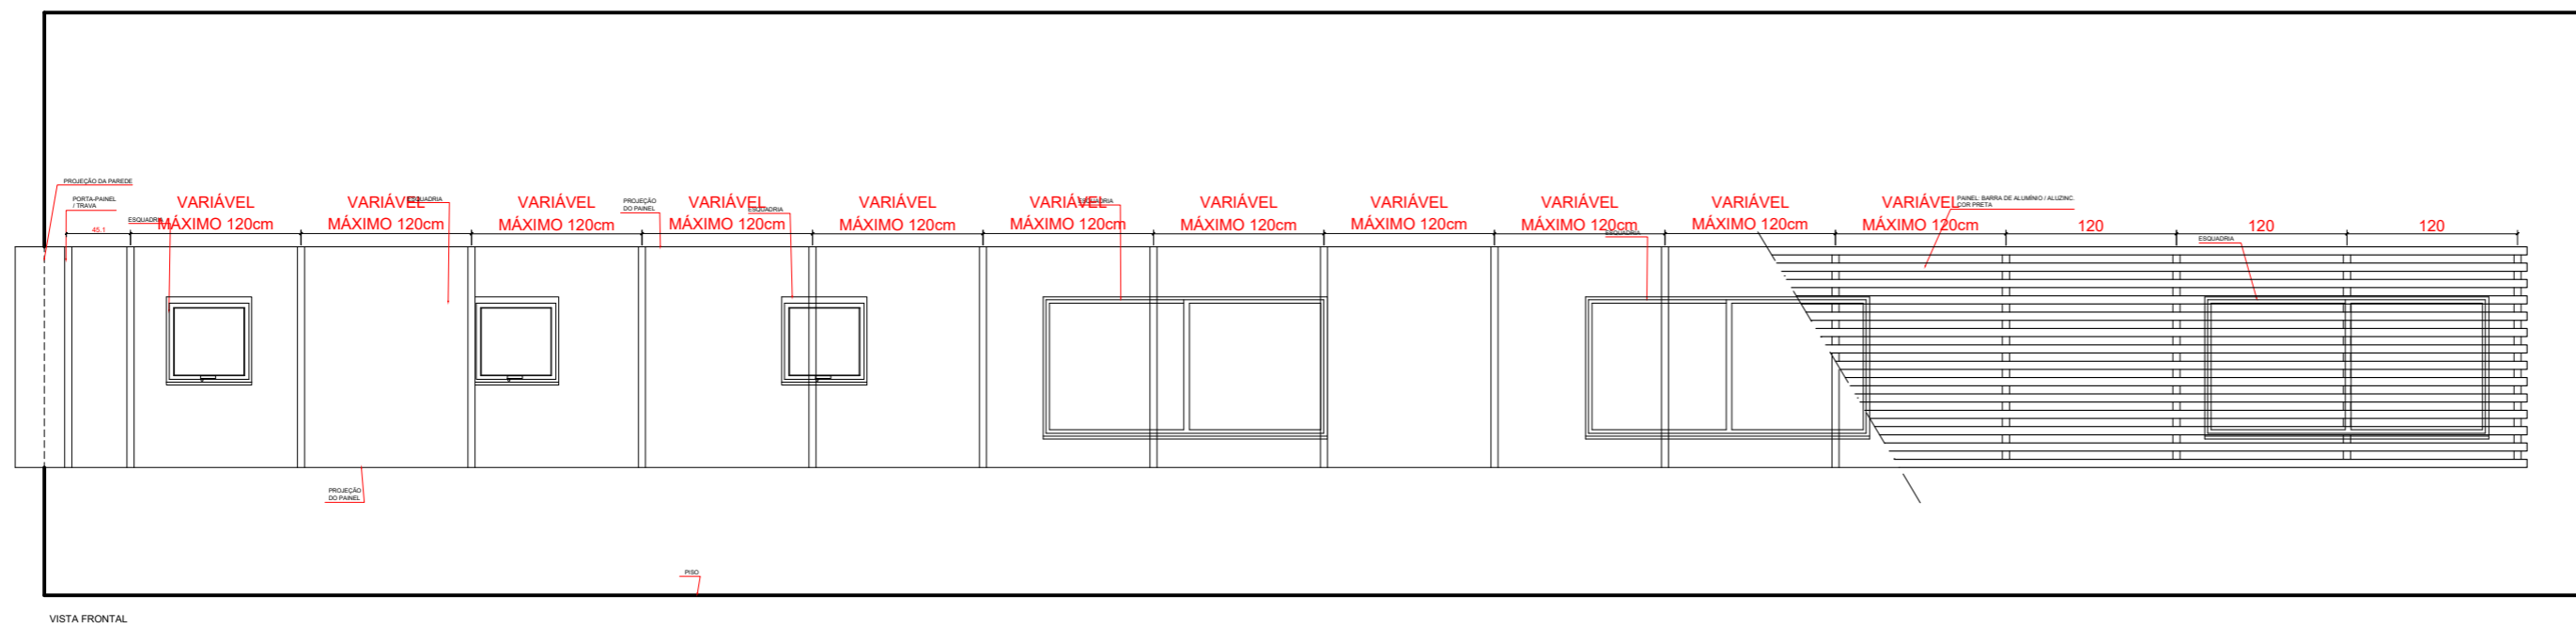 PROJEÇÃO DA PAREDE
PORTA-PAINEL
/ TRAVA
ESQUADRIA
45.1
VARIÁVEL
MÁXIMO 120cm
VARIÁVEL
MÁXIMO 120cm
ESQUADRIA
VARIÁVEL
MÁXIMO 120cm
PROJEÇÃO
DO PAINEL
VARIÁVEL
MÁXIMO 120cm
ESQUADRIA
VARIÁVEL
MÁXIMO 120cm
VARIÁVEL
MÁXIMO 120cm
ESQUADRIA
VARIÁVEL
MÁXIMO 120cm
VARIÁVEL
MÁXIMO 120cm
VARIÁVEL
MÁXIMO 120cm
ESQUADRIA
VARIÁVEL
MÁXIMO 120cm
VARIÁVEL
MÁXIMO 120cm
PAINEL: BARRA DE ALUMÍNIO / ALUZINC.
COR PRETA
120
120
120
ESQUADRIA
PROJEÇÃO
DO PAINEL
PISO
VISTA FRONTAL